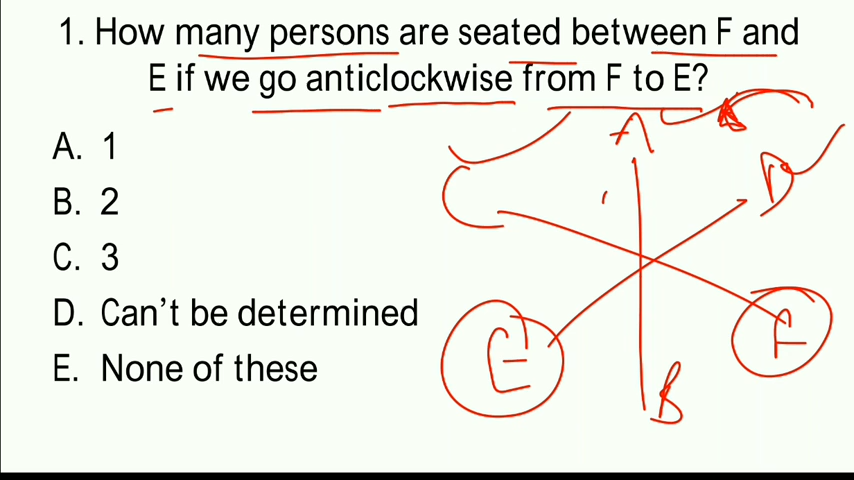 1. How many persons are seated between F and
E if we go anticlockwise from F to E?
A. 1
B. 2
C. 3
D. Can't be determined
E. None of these
A
C D
E F
B